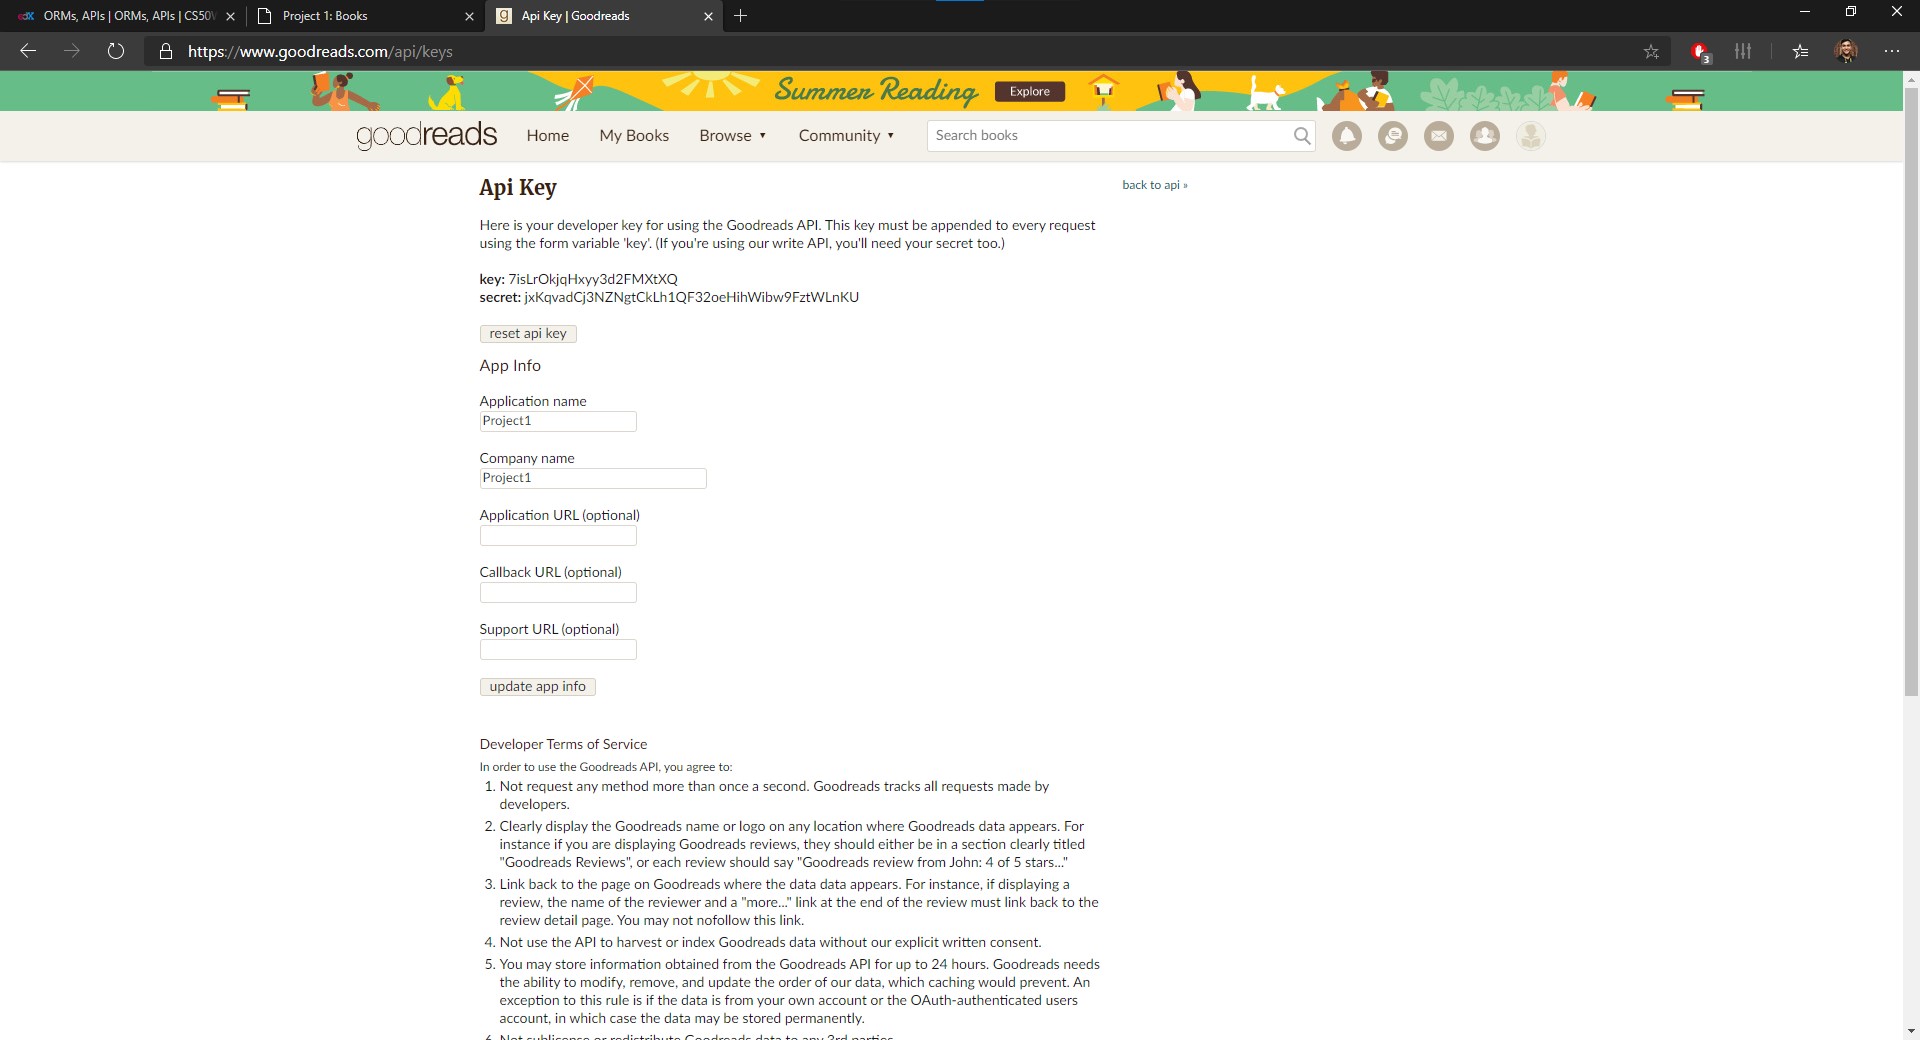 ORMs, APIs | ORMs, APIs | CS50W
Project 1: Books
Api Key | Goodreads
https://www.goodreads.com/api/keys
3
Summer Reading
Explore
goodreads
Home
My Books
Browse ▼
Community ▼
Search books
Api Key
back to api »
Here is your developer key for using the Goodreads API. This key must be appended to every request
using the form variable 'key'. (If you're using our write API, you'll need your secret too.)
key: 7isLrOkjqHxyy3d2FMXtXQ
secret: jxKqvadCj3NZNgtCkLh1QF32oeHihWibw9FztWLnKU
reset api key
App Info
Application name
Project1
Company name
Project1
Application URL (optional)
Callback URL (optional)
Support URL (optional)
update app info
Developer Terms of Service
In order to use the Goodreads API, you agree to:
1. Not request any method more than once a second. Goodreads tracks all requests made by
developers.
2. Clearly display the Goodreads name or logo on any location where Goodreads data appears. For
instance if you are displaying Goodreads reviews, they should either be in a section clearly titled
"Goodreads Reviews", or each review should say "Goodreads review from John: 4 of 5 stars..."
3. Link back to the page on Goodreads where the data data appears. For instance, if displaying a
review, the name of the reviewer and a "more..." link at the end of the review must link back to the
review detail page. You may not nofollow this link.
4. Not use the API to harvest or index Goodreads data without our explicit written consent.
5. You may store information obtained from the Goodreads API for up to 24 hours. Goodreads needs
the ability to modify, remove, and update the order of our data, which caching would prevent. An
exception to this rule is if the data is from your own account or the OAuth-authenticated users
account, in which case the data may be stored permanently.
6. Not sublicense or redistribute Goodreads data to any 3rd parties.